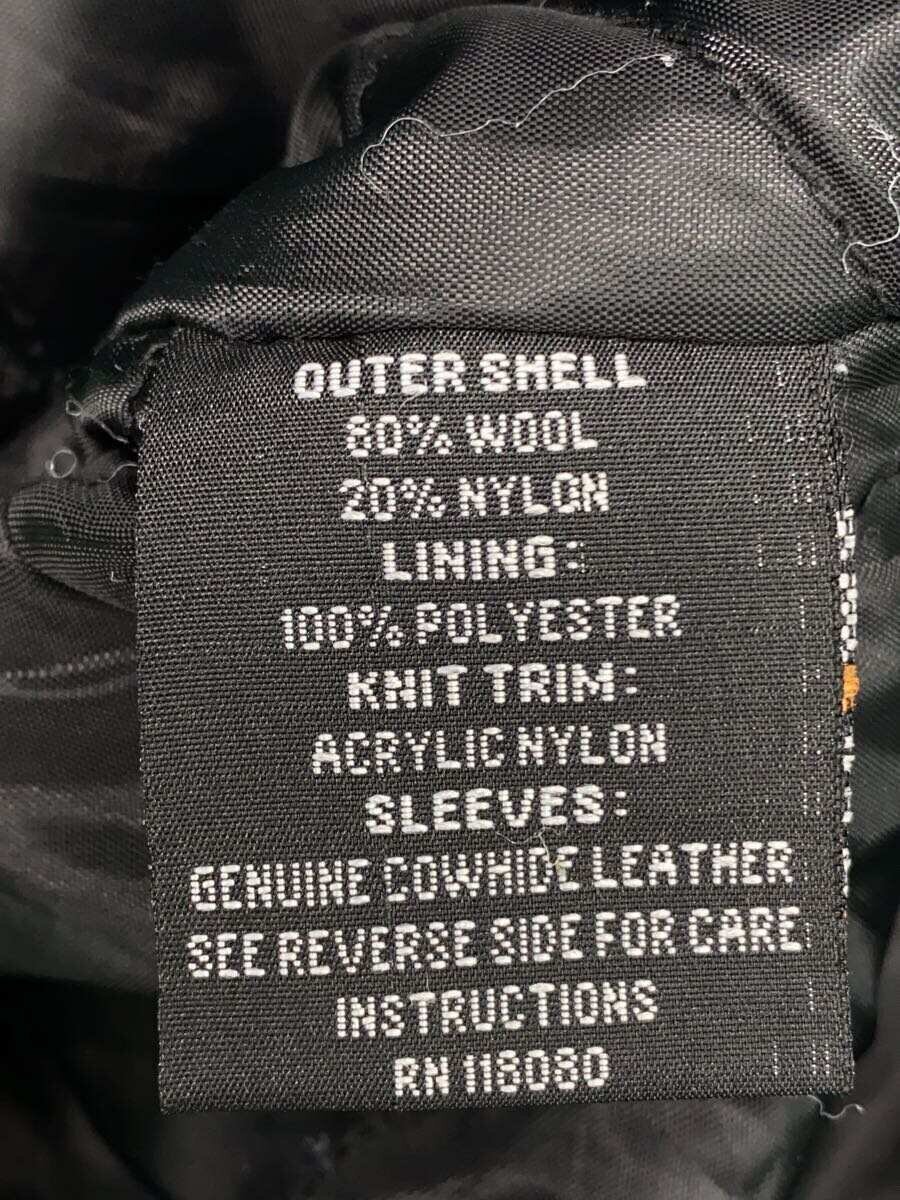 OUTER SHELL
80% WOOL
20% NYLON
LINING:
100% POLYESTER
KNIT TRIM:
ACRYLIC NYLON
SLEEVES:
GENUINE COWHIDE LEATHER
SEE REVERSE SIDE FOR CARE
INSTRUCTIONS
RN 118080